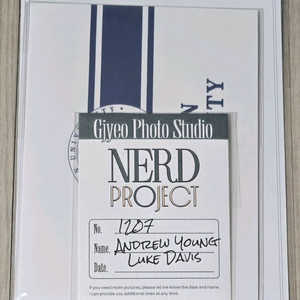 Gjyco Photo Studio
NERD
PROJECT
No. 1207
Name. ANDREW YOUNG
LUKE DAVIS
Date.
If you need more pictures, please let me know the date and name.
I can provide you additional ones at any time.